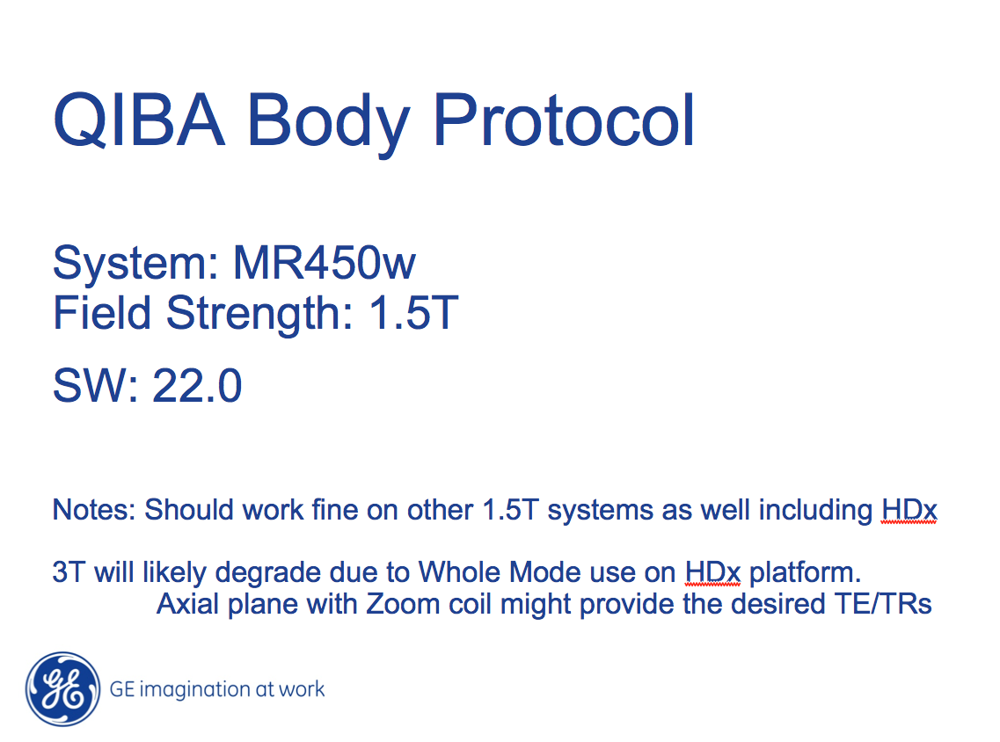 QIBA Body Protocol
System: MR450w
Field Strength: 1.5T
SW: 22.0
Notes: Should work fine on other 1.5T systems as well including HDx
3T will likely degrade due to Whole Mode use on HDx platform.
Axial plane with Zoom coil might provide the desired TE/TRs
GE imagination at work